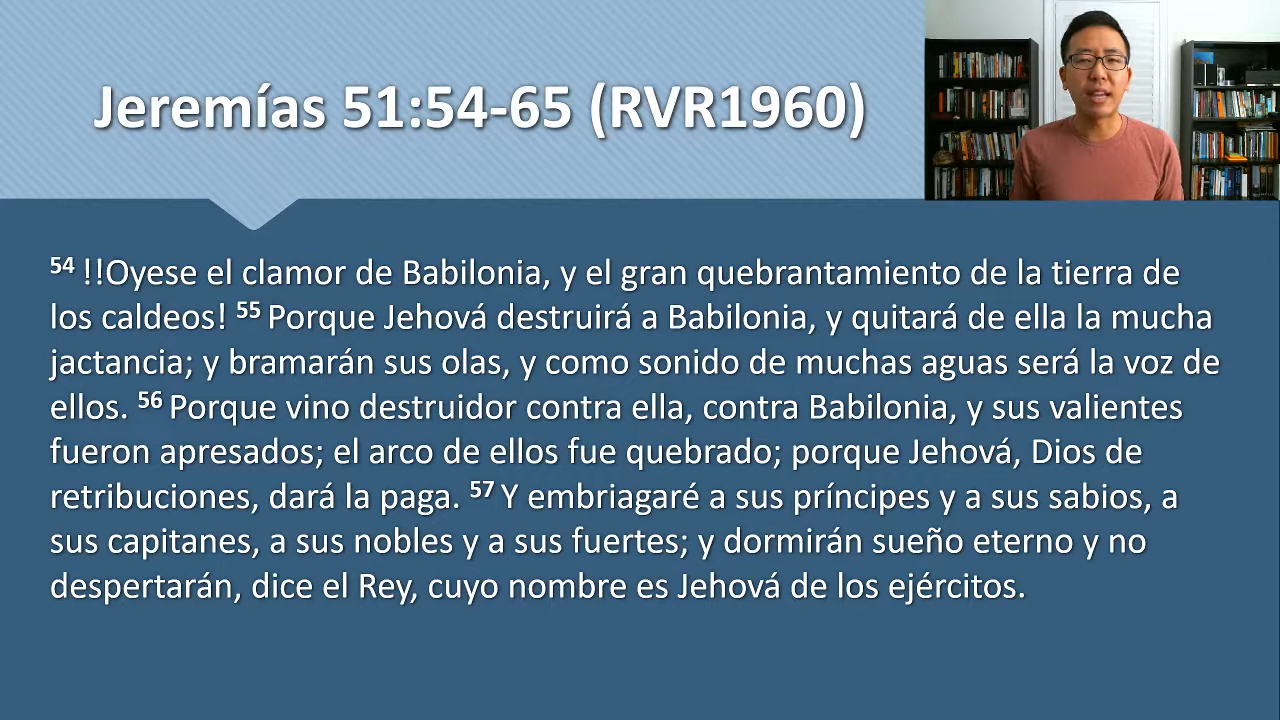 Jeremías 51:54-65 (RVR1960)
54 !!Oyese el clamor de Babilonia, y el gran quebrantamiento de la tierra de
los caldeos! 55 Porque Jehová destruirá a Babilonia, y quitará de ella la mucha
jactancia; y bramarán sus olas, y como sonido de muchas aguas será la voz de
ellos. 56 Porque vino destruidor contra ella, contra Babilonia, y sus valientes
fueron apresados; el arco de ellos fue quebrado; porque Jehová, Dios de
retribuciones, dará la paga. 57 Y embriagaré a sus príncipes y a sus sabios, a
sus capitanes, a sus nobles y a sus fuertes; y dormirán sueño eterno y no
despertarán, dice el Rey, cuyo nombre es Jehová de los ejércitos.